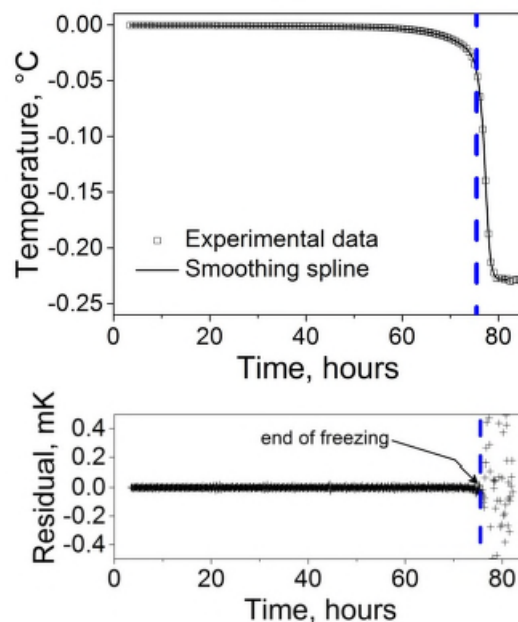 0.00
-0.05
-0.10
-0.15
-0.20
-0.25
Temperature, °C
Experimental data
Smoothing spline
0 20 40 60 80
Time, hours
0.4
0.2
0.0
-0.2
-0.4
Residual, mK
end of freezing
0 20 40 60 80
Time, hours